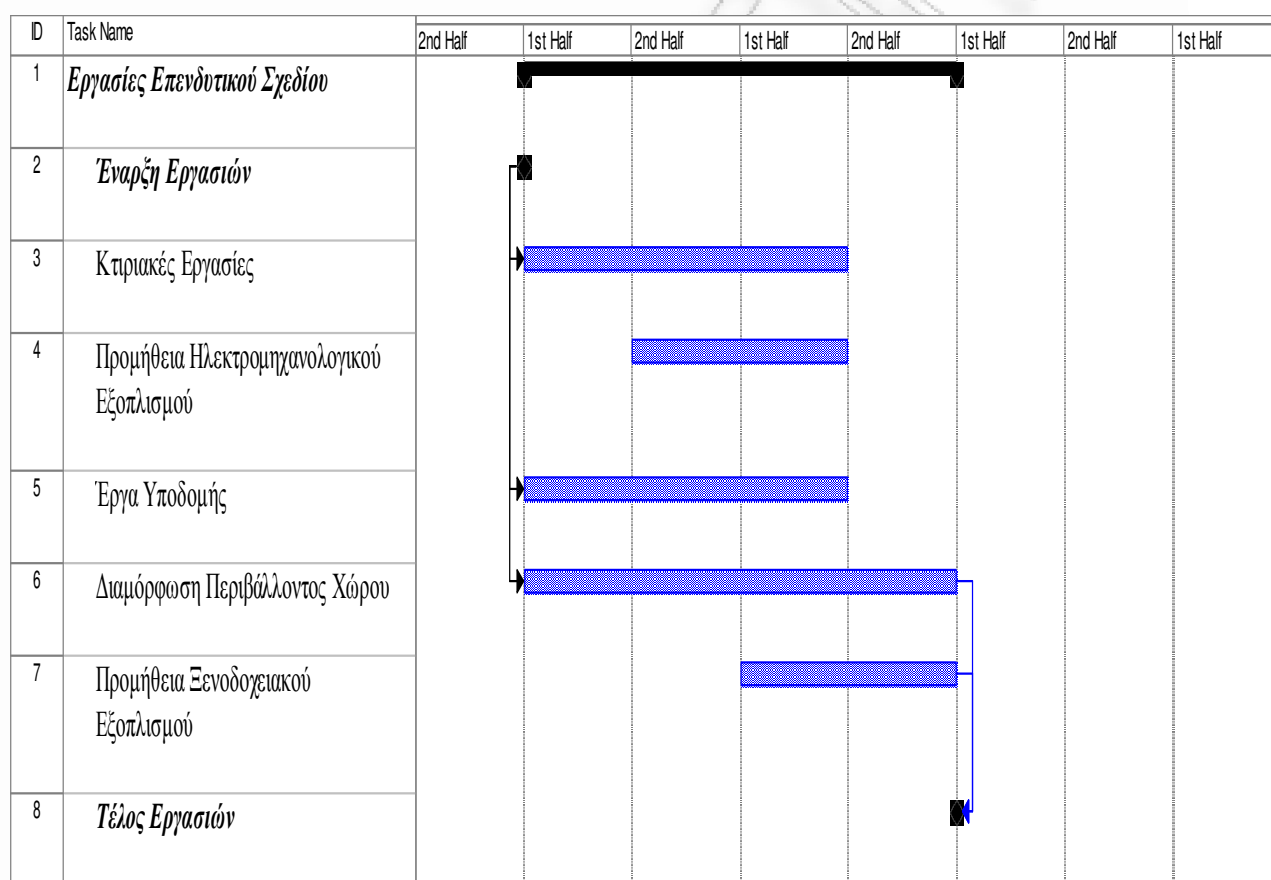 ID Task Name 2nd Half 1st Half 2nd Half 1st Half 2nd Half 1st Half 2nd Half 1st Half
1 Εργασίες Επενδυτικού Σχεδίου
2 Έναρξη Εργασιών
3 Κτιριακές Εργασίες
4 Προμήθεια Ηλεκτρομηχανολογικού
Εξοπλισμού
5 Έργα Υποδομής
6 Διαμόρφωση Περιβάλλοντος Χώρου
7 Προμήθεια Ξενοδοχειακού
Εξοπλισμού
8 Τέλος Εργασιών